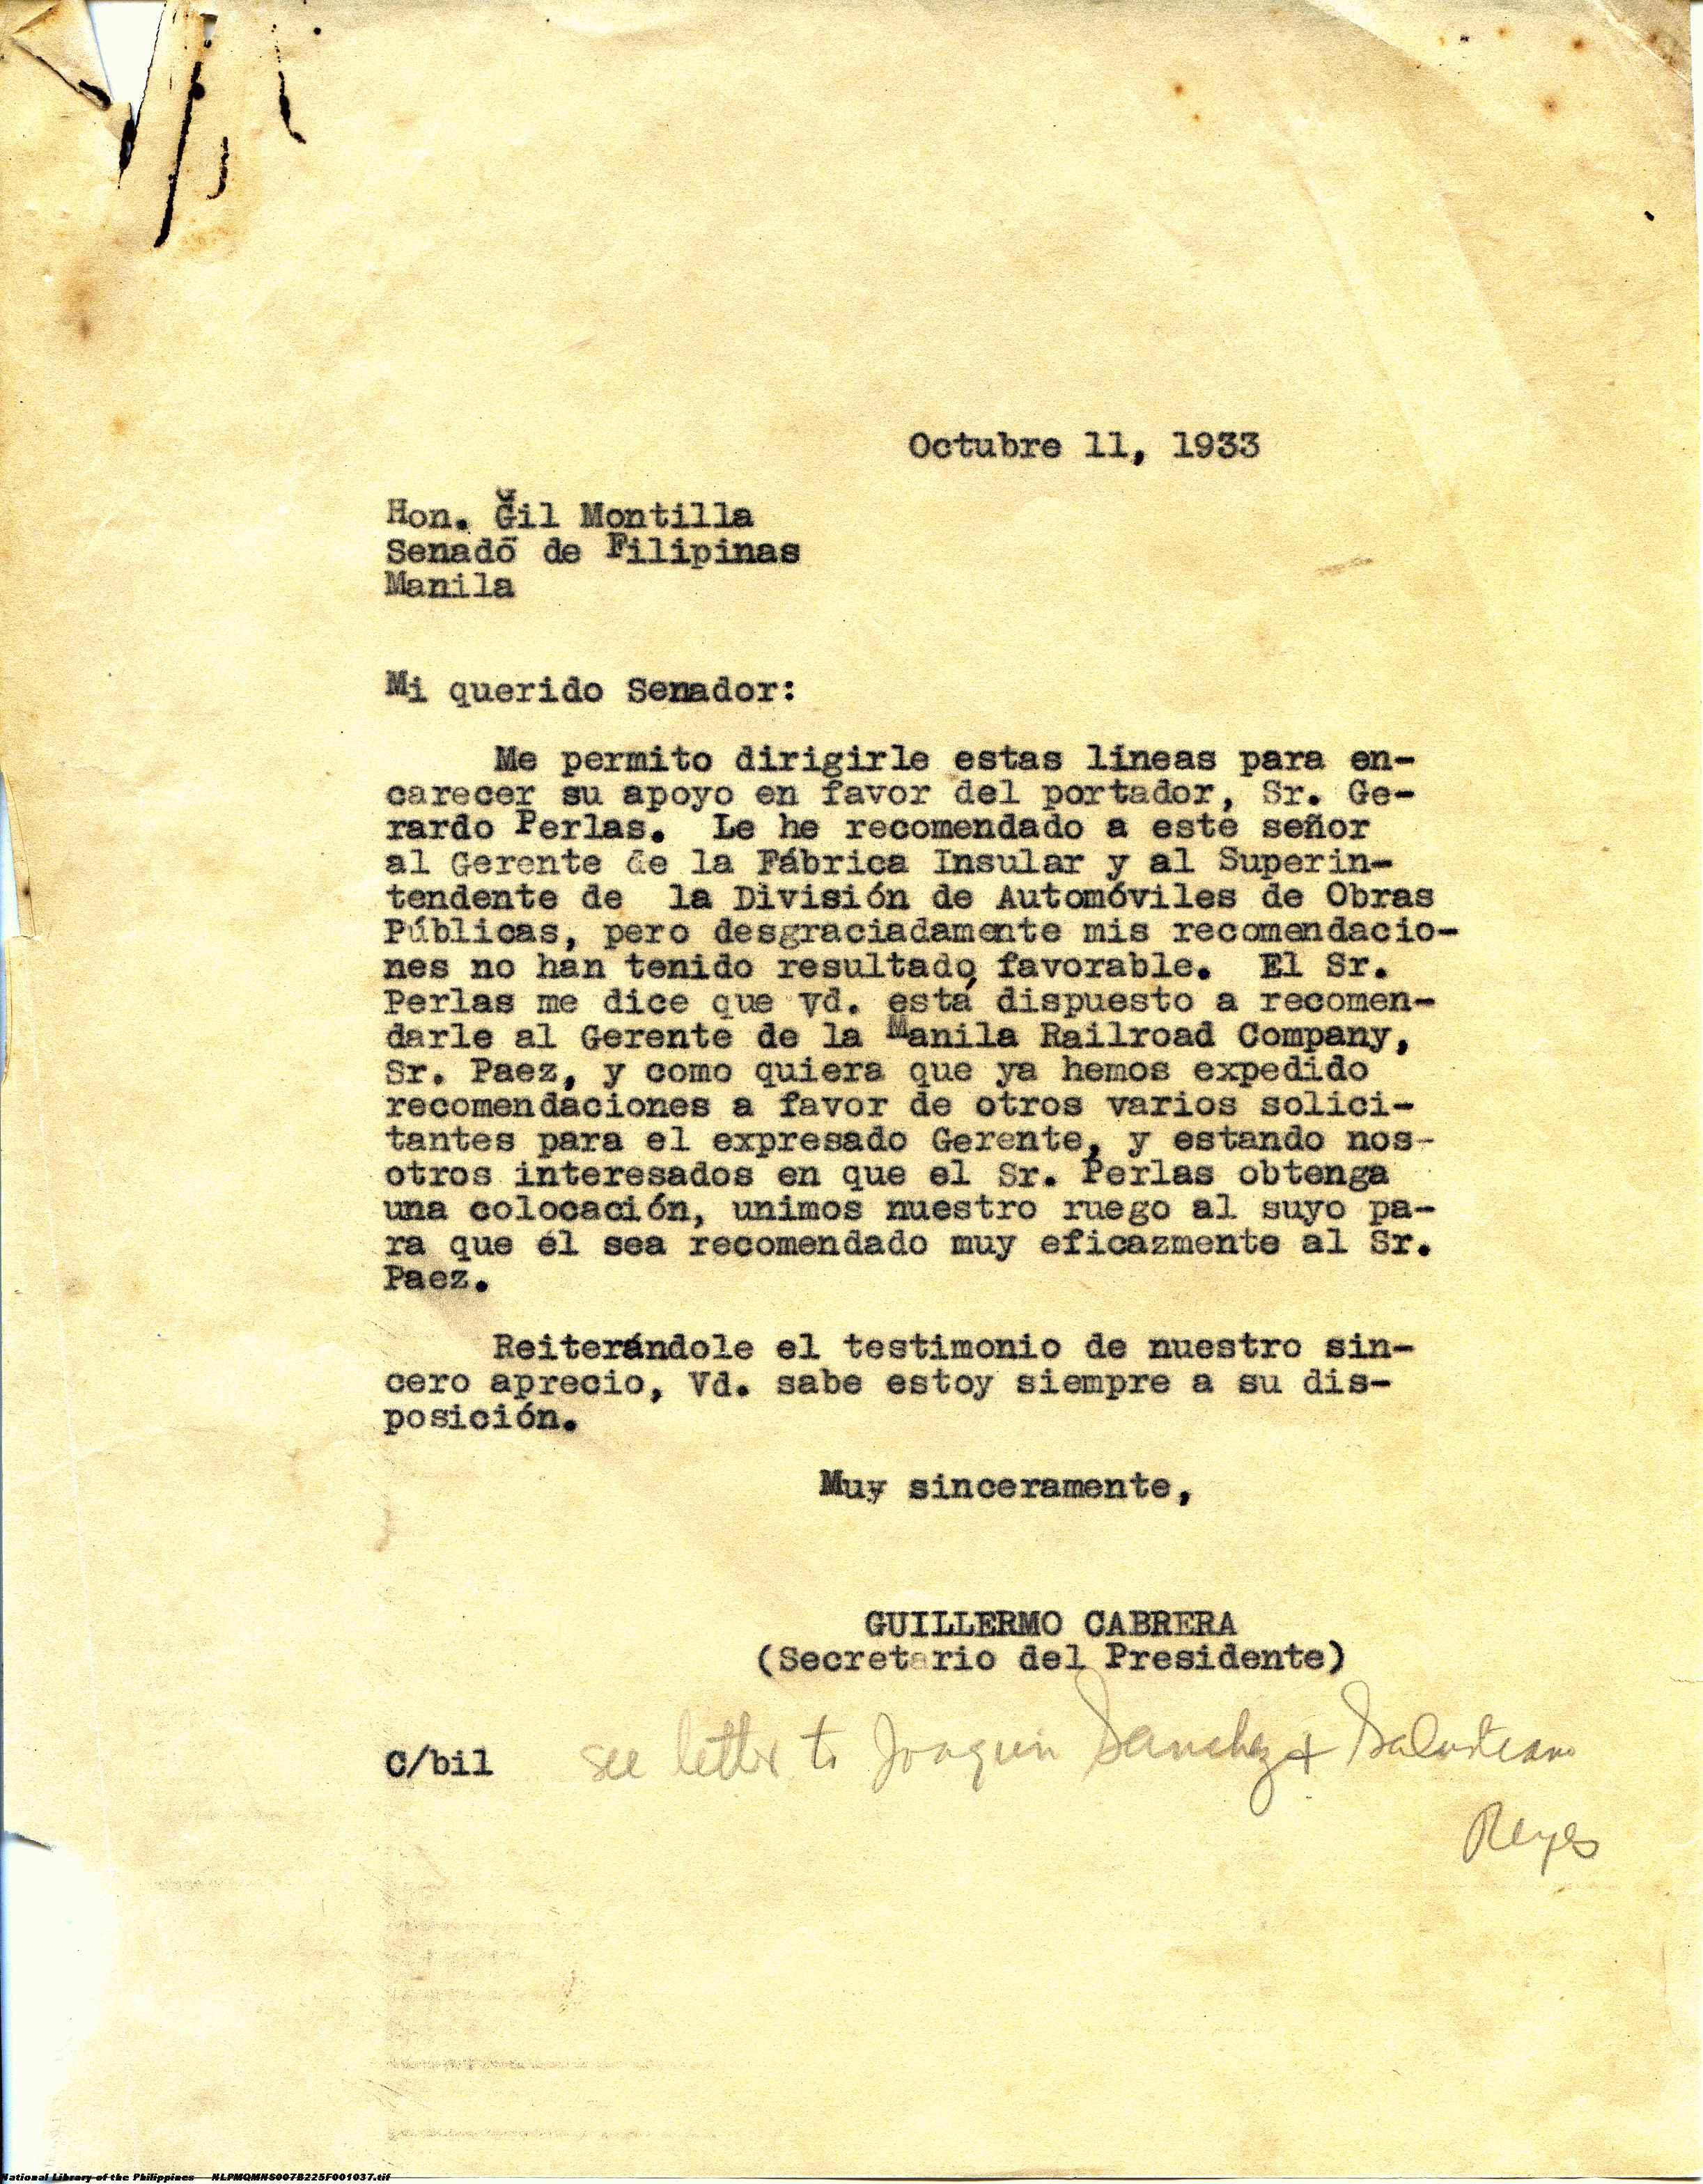 Octubre 11, 1933
Hon. Gil Montilla
Senado de Filipinas
Manila
Mi querido Senador:
Me permito dirigirle estas líneas para en-
carecer su apoyo en favor del portador, Sr. Ge-
rardo Perlas. Le he recomendado a este señor
al Gerente de la Fábrica Insular y al Superin-
tendente de la División de Automóviles de Obras
Públicas, pero desgraciadamente mis recomendacio-
nes no han tenido resultado favorable. El Sr.
Perlas me dice que Vd. está dispuesto a recomen-
darle al Gerente de la Manila Railroad Company,
Sr. Paez, y como quiera que ya hemos expedido
recomendaciones a favor de otros varios solici-
tantes para el expresado Gerente, y estando nos-
otros interesados en que el Sr. Perlas obtenga
una colocación, unimos nuestro ruego al suyo pa-
ra que él sea recomendado muy eficazmente al Sr.
Paez.
Reiterándole el testimonio de nuestro sin-
cero aprecio, Vd. sabe estoy siempre a su dis-
posición.
Muy sinceramente,
GUILLERMO CABRERA
(Secretario del Presidente)
C/bil see letter to Joaquin Sanchez +
Reyes
National Library of the Philippines NLPMQMNS007B225F001037.tif